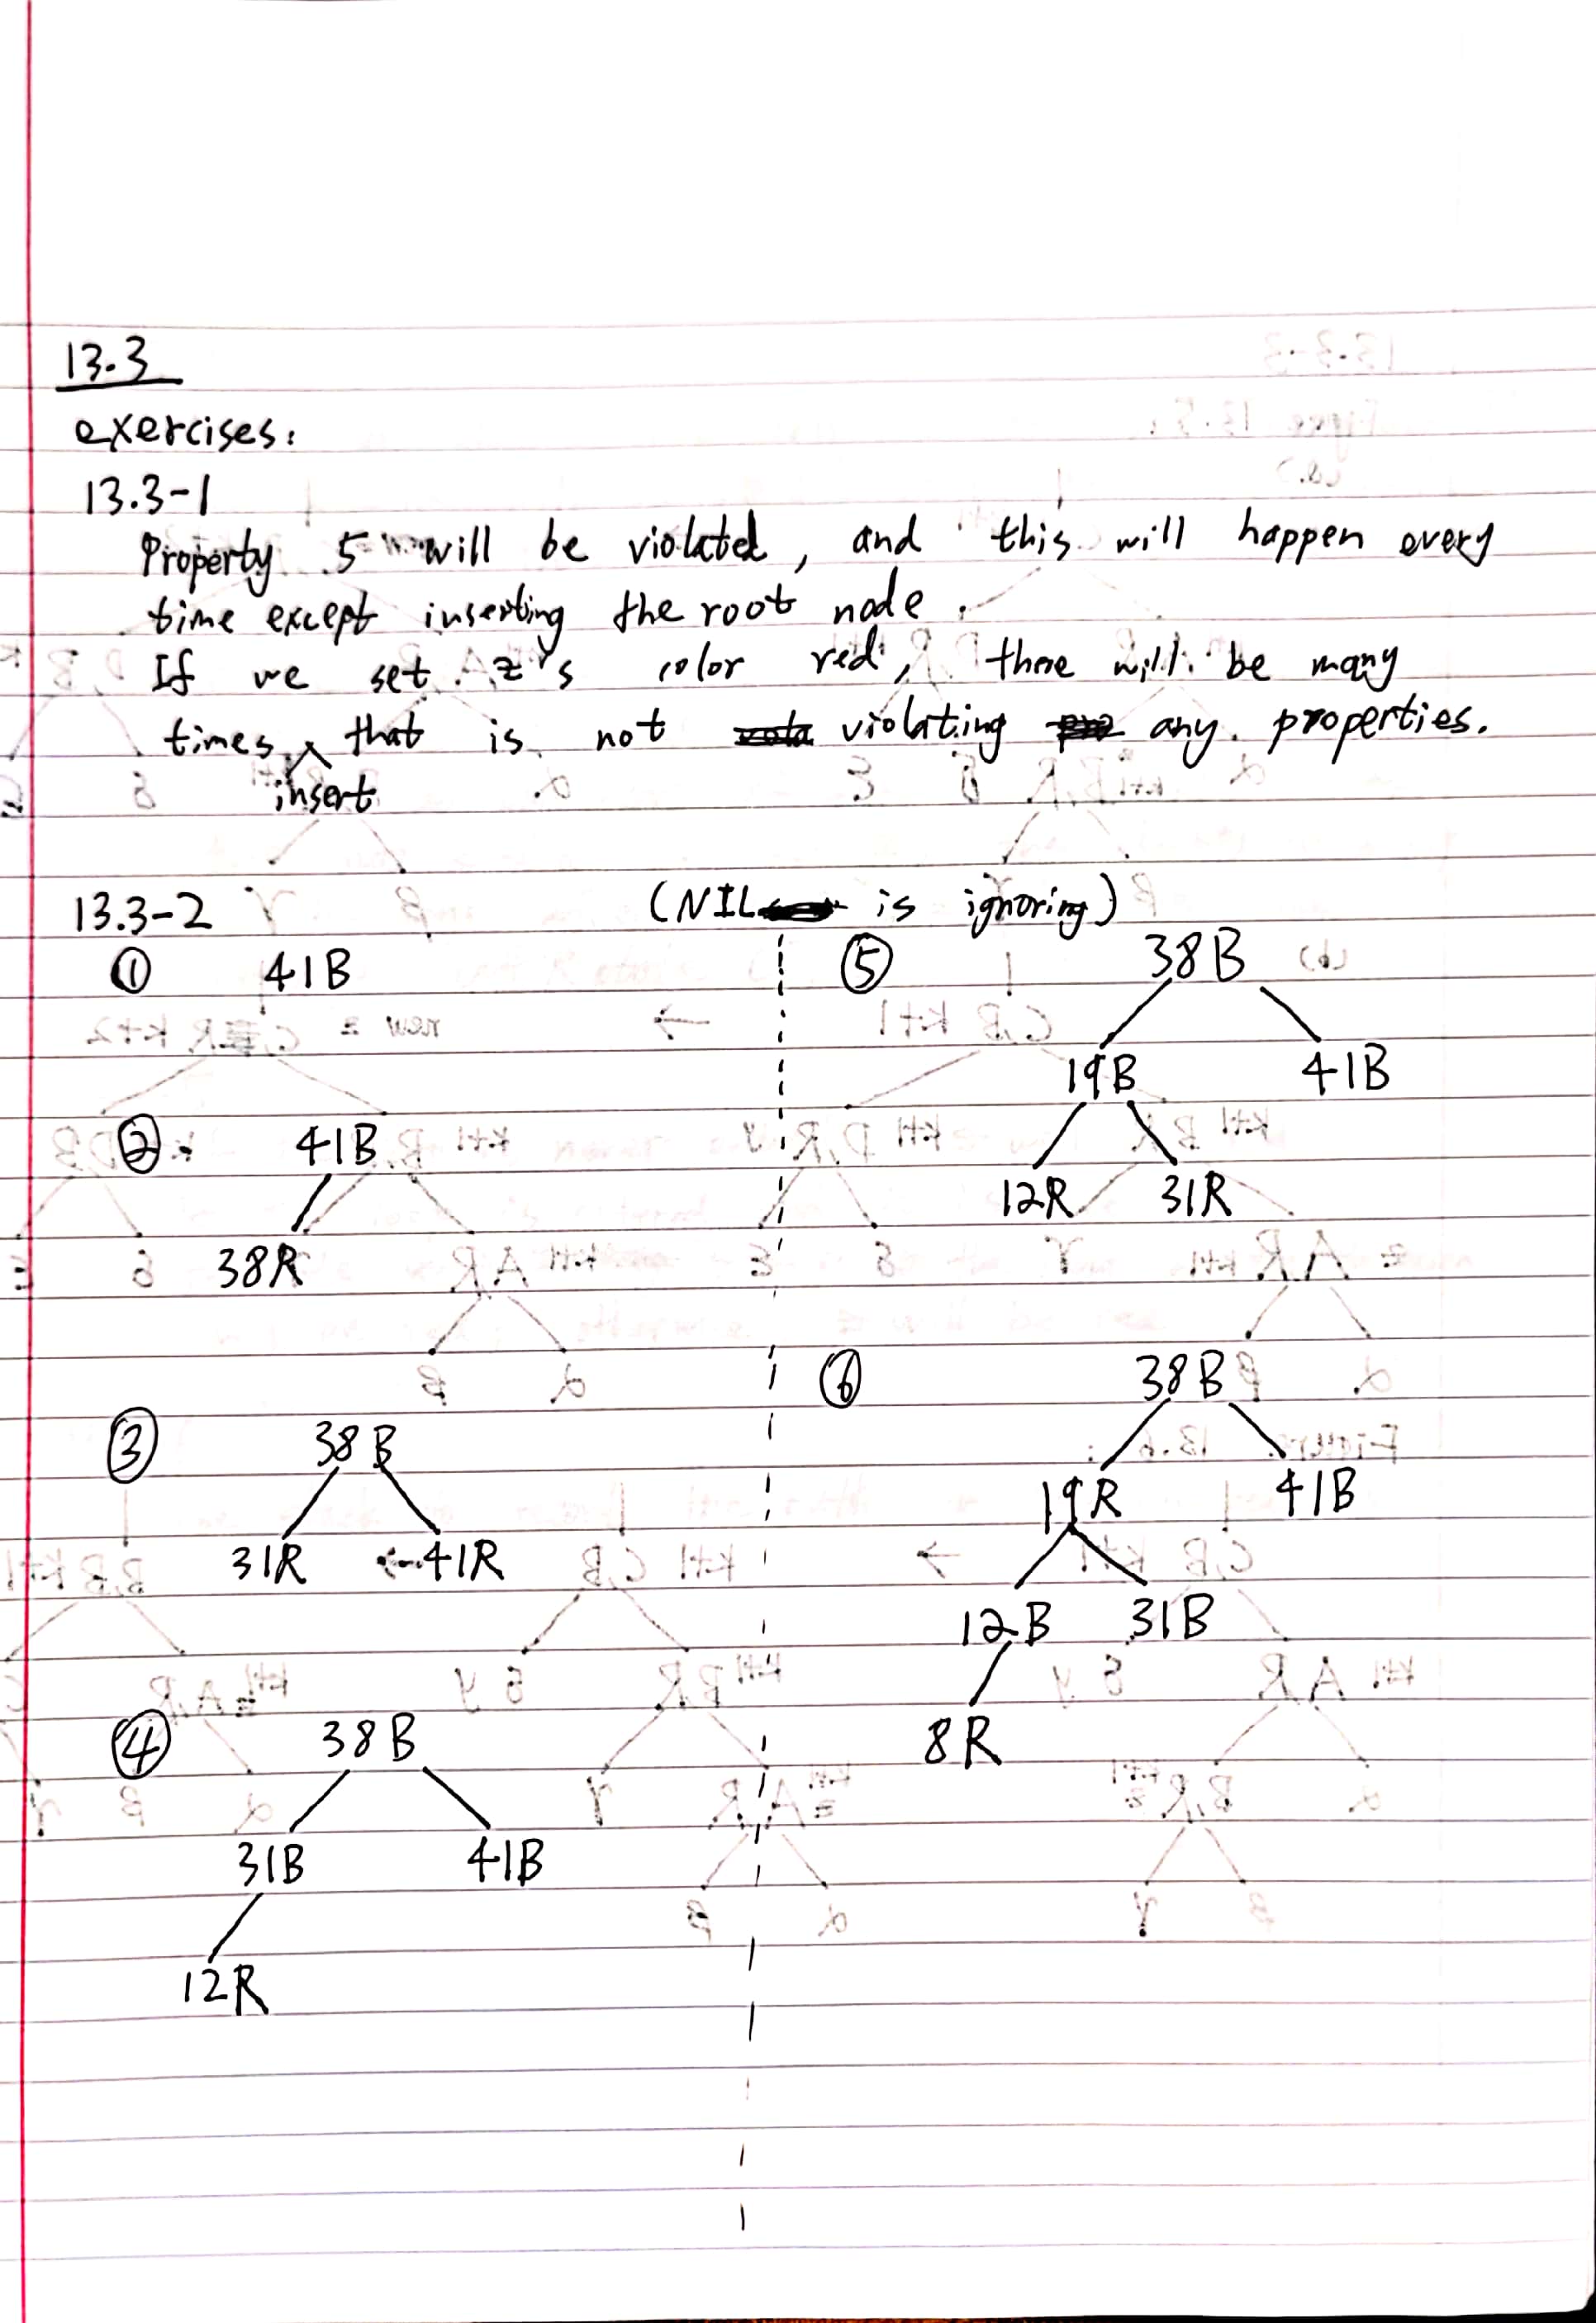 13.3
exercises:
13.3-1
Property 5 will be violated, and this will happen every
time except inserting the root node.
If we set z's color red, there will be many
times that is not violating any properties.
insert
13.3-2
(NIL is ignoring)
① 41B
② 41B
38R
③ 38B
31R 41R
④ 38B
31B 41B
12R
⑤ 38B
19B 41B
12R 31R
⑥ 38B
19R 41B
12B 31B
8R